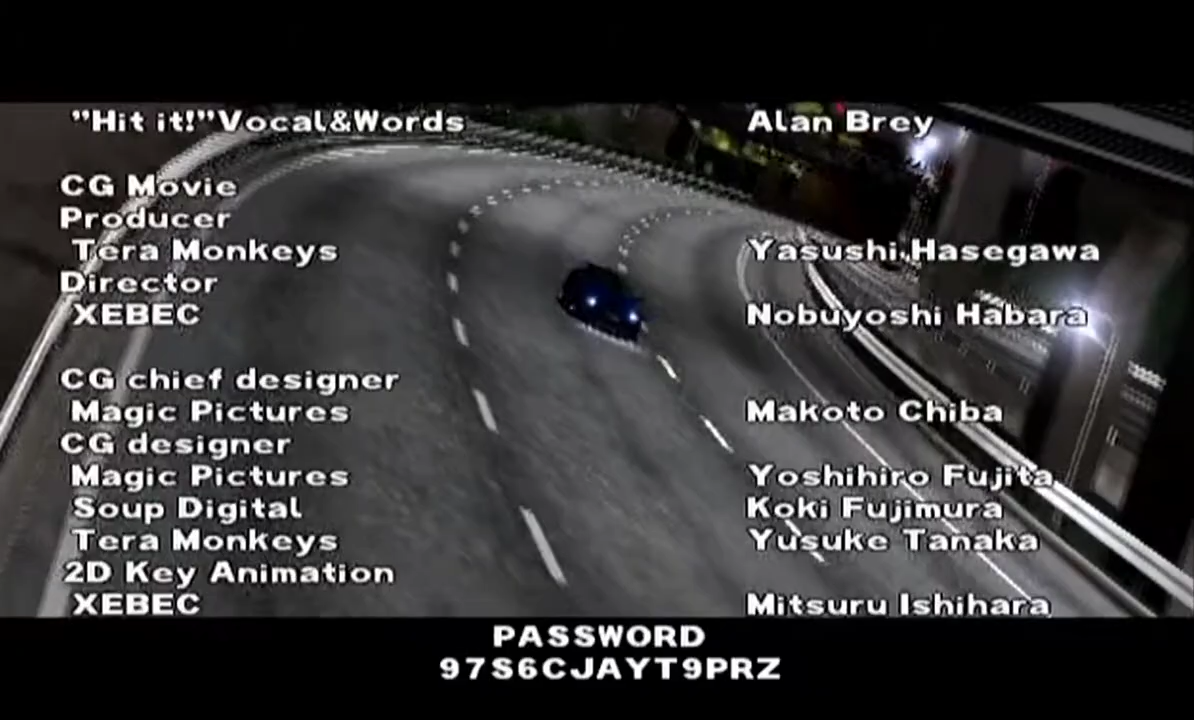 "Hit it!"Vocal&Words Alan Brey
CG Movie
Producer
Tera Monkeys Yasushi Hasegawa
Director
XEBEC Nobuyoshi Habara
CG chief designer
Magic Pictures Makoto Chiba
CG designer
Magic Pictures Yoshihiro Fujita
Soup Digital Koki Fujimura
Tera Monkeys Yusuke Tanaka
2D Key Animation
XEBEC Mitsuru Ishihara
PASSWORD
97S6CJAYT9PRZ